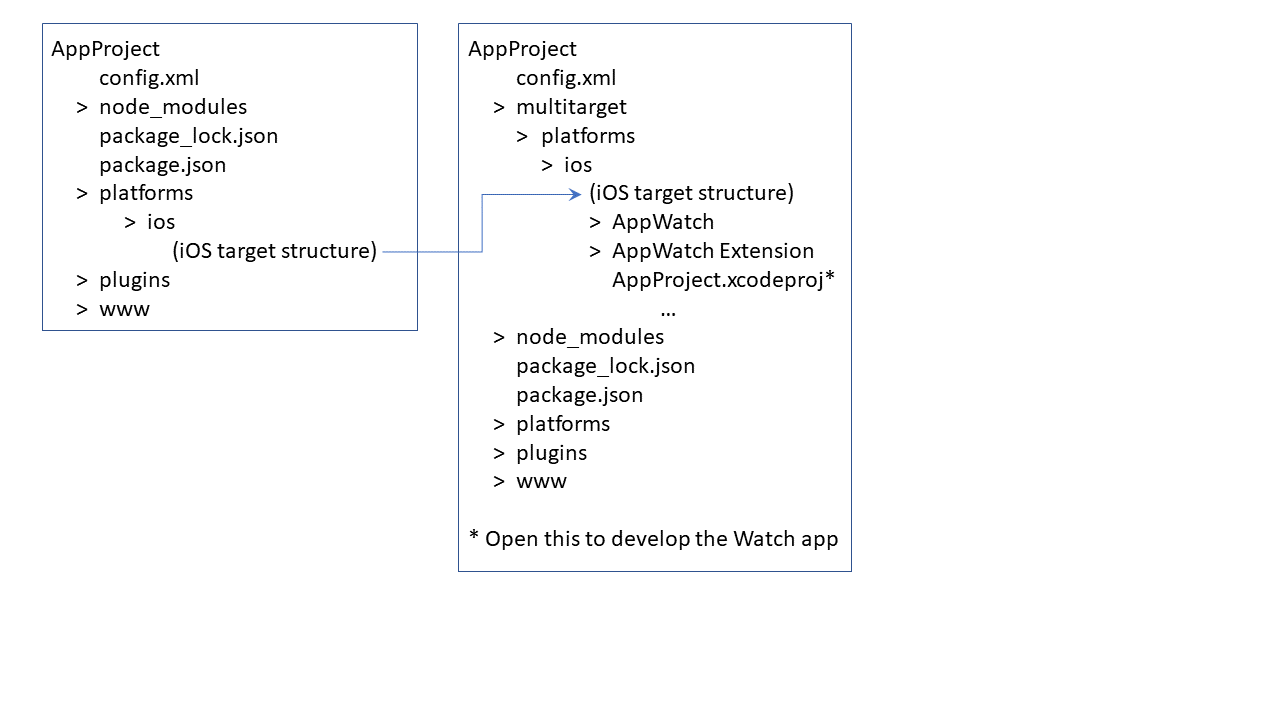 AppProject
config.xml
> node_modules
package_lock.json
package.json
> platforms
> ios
(iOS target structure)
> plugins
> www
AppProject
config.xml
> multitarget
> platforms
> ios
(iOS target structure)
> AppWatch
> AppWatch Extension
AppProject.xcodeproj*
...
> node_modules
package_lock.json
package.json
> platforms
> plugins
> www
* Open this to develop the Watch app